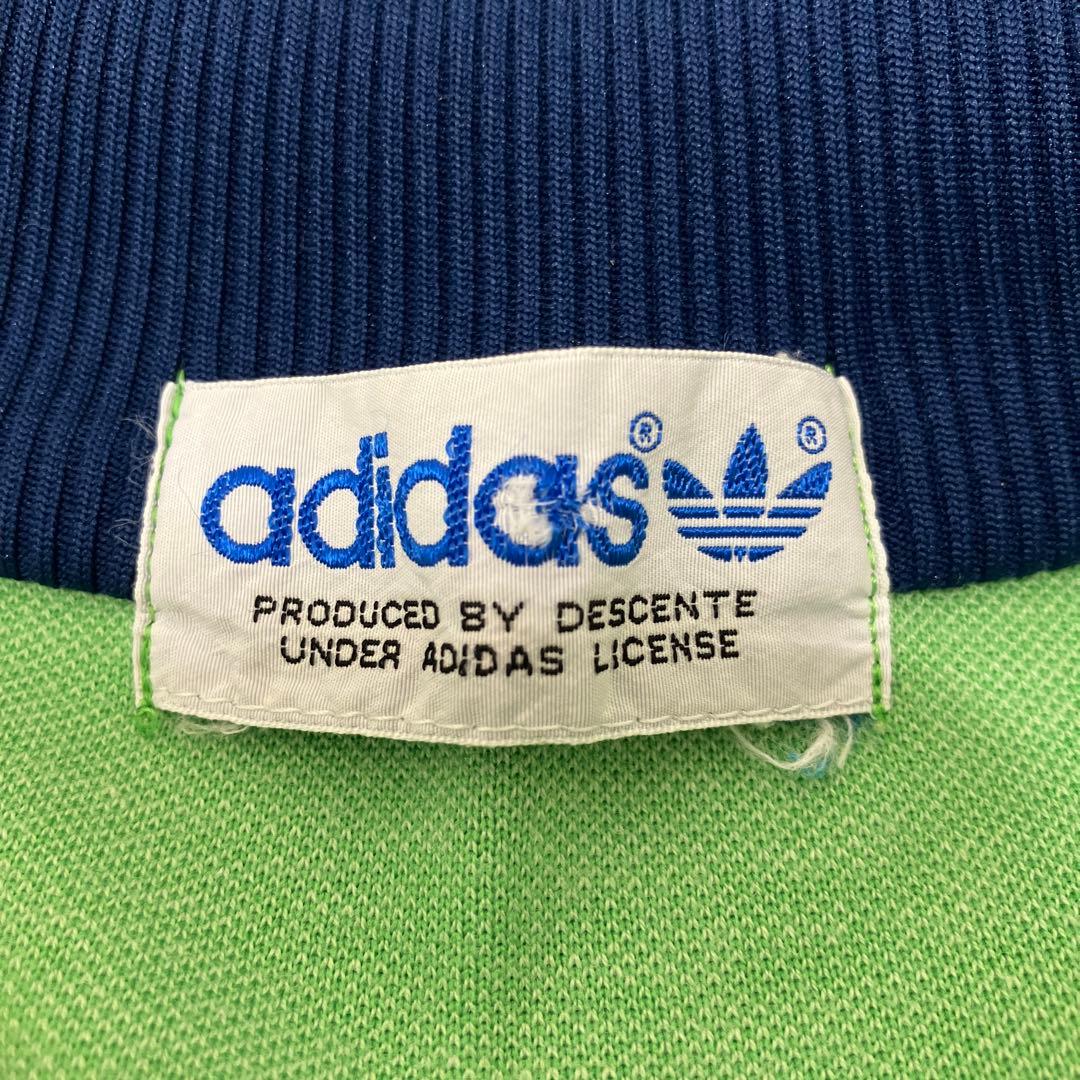 adidas® ®
PRODUCED BY DESCENTE
UNDER ADIDAS LICENSE